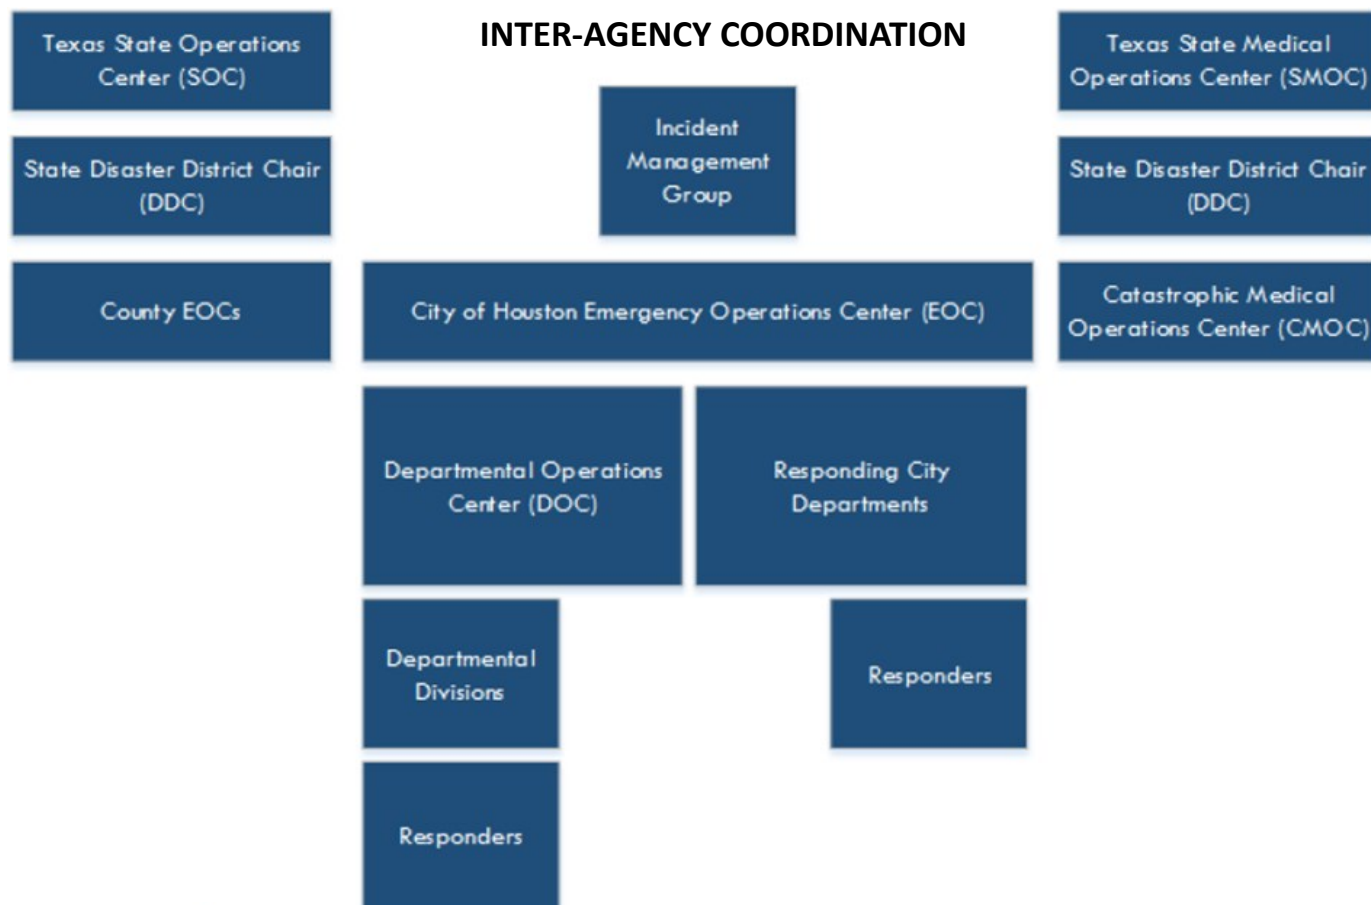 INTER-AGENCY COORDINATION
Texas State Operations
Center (SOC)
State Disaster District Chair
(DDC)
County EOCs
Incident
Management
Group
City of Houston Emergency Operations Center (EOC)
Texas State Medical
Operations Center (SMOC)
State Disaster District Chair
(DDC)
Catastrophic Medical
Operations Center (CMOC)
Departmental Operations
Center (DOC)
Responding City
Departments
Departmental
Divisions
Responders
Responders